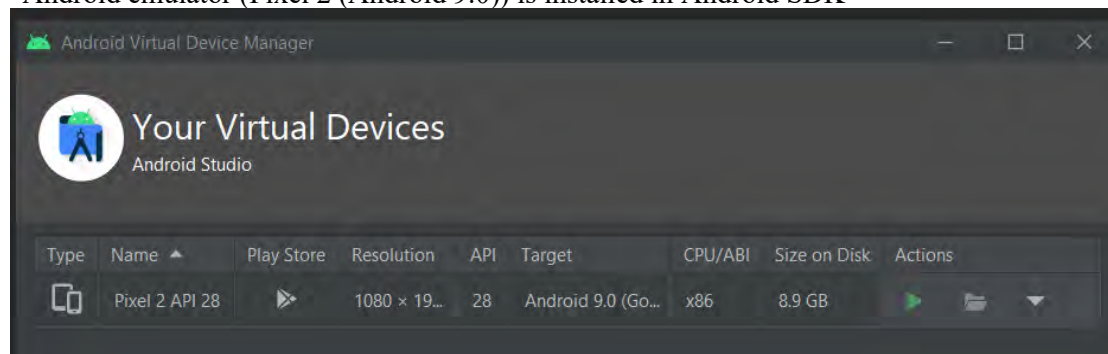 Android emulator (Pixel 2 (Android 9.0)) is installed in Android SDK
Android Virtual Device Manager
Your Virtual Devices
Android Studio
Type Name Play Store Resolution API Target CPU/ABI Size on Disk Actions
Pixel 2 API 28 1080 × 19... 28 Android 9.0 (Go... x86 8.9 GB